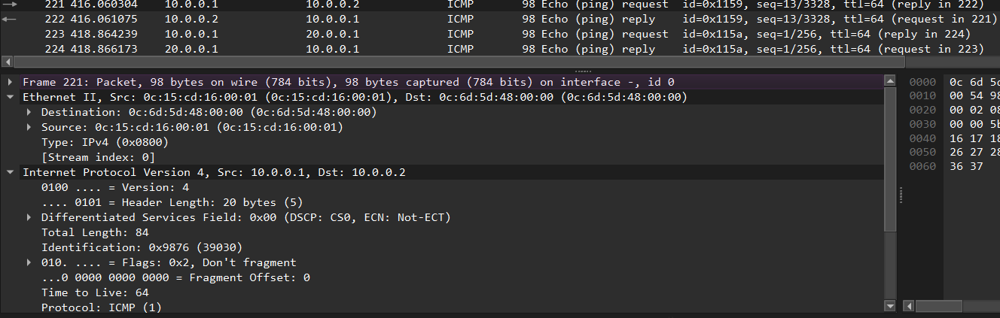 221 416.060304 10.0.0.1 10.0.0.2 ICMP 98 Echo (ping) request id=0x1159, seq=13/3328, ttl=64 (reply in 222)
222 416.061075 10.0.0.2 10.0.0.1 ICMP 98 Echo (ping) reply id=0x1159, seq=13/3328, ttl=64 (request in 221)
223 418.864239 10.0.0.1 20.0.0.1 ICMP 98 Echo (ping) request id=0x115a, seq=1/256, ttl=64 (reply in 224)
224 418.866173 20.0.0.1 10.0.0.1 ICMP 98 Echo (ping) reply id=0x115a, seq=1/256, ttl=64 (request in 223)
Frame 221: Packet, 98 bytes on wire (784 bits), 98 bytes captured (784 bits) on interface -, id 0
Ethernet II, Src: 0c:15:cd:16:00:01 (0c:15:cd:16:00:01), Dst: 0c:6d:5d:48:00:00 (0c:6d:5d:48:00:00)
Destination: 0c:6d:5d:48:00:00 (0c:6d:5d:48:00:00)
Source: 0c:15:cd:16:00:01 (0c:15:cd:16:00:01)
Type: IPv4 (0x0800)
[Stream index: 0]
Internet Protocol Version 4, Src: 10.0.0.1, Dst: 10.0.0.2
0100 .... = Version: 4
.... 0101 = Header Length: 20 bytes (5)
Differentiated Services Field: 0x00 (DSCP: CS0, ECN: Not-ECT)
Total Length: 84
Identification: 0x9876 (39030)
010. .... = Flags: 0x2, Don't fragment
...0 0000 0000 0000 = Fragment Offset: 0
Time to Live: 64
Protocol: ICMP (1)
0000 0c 6d
0010 00 54 98
0020 00 02 08
0030 00 00
0040 16 17 18
0050 26 27 28
0060 36 37